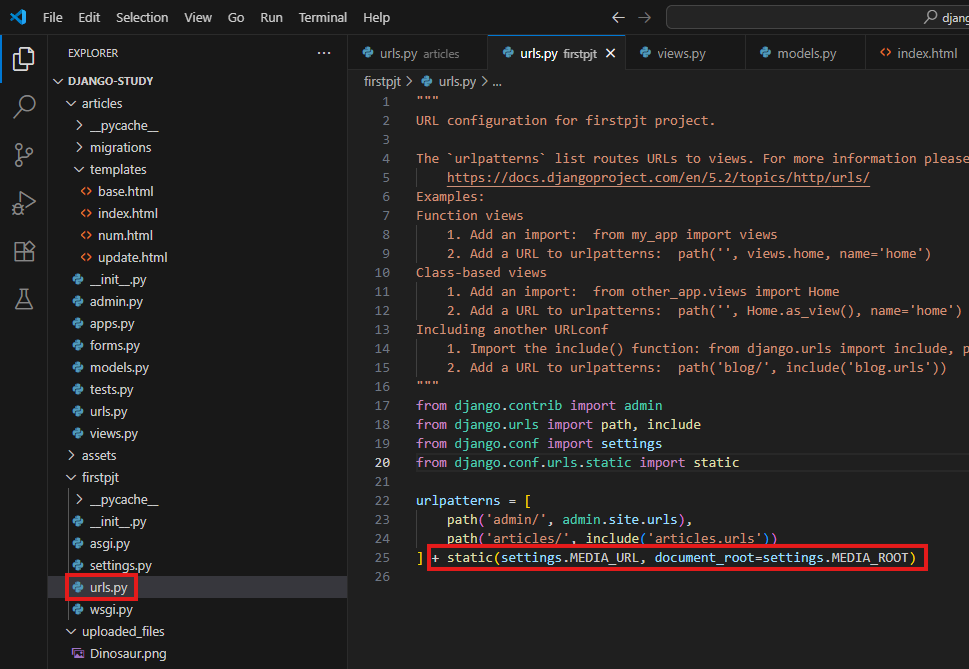 File Edit Selection View Go Run Terminal Help
djang
EXPLORER
DJANGO-STUDY
articles
__pycache__
migrations
templates
base.html
index.html
num.html
update.html
__init__.py
admin.py
apps.py
forms.py
models.py
tests.py
urls.py
views.py
assets
firstpjt
__pycache__
__init__.py
asgi.py
settings.py
urls.py
wsgi.py
uploaded_files
Dinosaur.png
urls.py articles urls.py firstpjt views.py models.py index.html
firstpjt > urls.py > ...
1 """
2 URL configuration for firstpjt project.
3
4 The `urlpatterns` list routes URLs to views. For more information please
5 https://docs.djangoproject.com/en/5.2/topics/http/urls/
6 Examples:
7 Function views
8 1. Add an import:  from my_app import views
9 2. Add a URL to urlpatterns:  path('', views.home, name='home')
10 Class-based views
11 1. Add an import:  from other_app.views import Home
12 2. Add a URL to urlpatterns:  path('', Home.as_view(), name='home')
13 Including another URLconf
14 1. Import the include() function: from django.urls import include, p
15 2. Add a URL to urlpatterns:  path('blog/', include('blog.urls'))
16 """
17 from django.contrib import admin
18 from django.urls import path, include
19 from django.conf import settings
20 from django.conf.urls.static import static
21
22 urlpatterns = [
23 path('admin/', admin.site.urls),
24 path('articles/', include('articles.urls'))
25 ] + static(settings.MEDIA_URL, document_root=settings.MEDIA_ROOT)
26